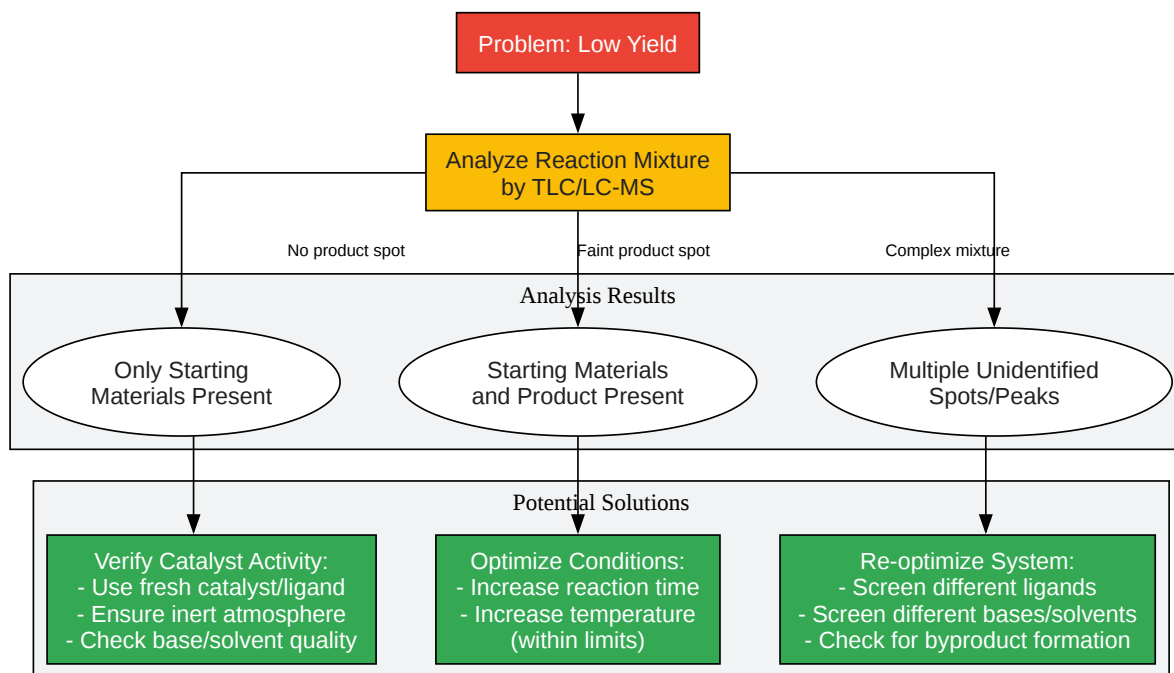 Problem: Low Yield
Analyze Reaction Mixture
by TLC/LC-MS
No product spot
Faint product spot
Complex mixture
Analysis Results
Only Starting
Materials Present
Starting Materials
and Product Present
Multiple Unidentified
Spots/Peaks
Potential Solutions
Verify Catalyst Activity:
- Use fresh catalyst/ligand
- Ensure inert atmosphere
- Check base/solvent quality
Optimize Conditions:
- Increase reaction time
- Increase temperature
(within limits)
Re-optimize System:
- Screen different ligands
- Screen different bases/solvents
- Check for byproduct formation